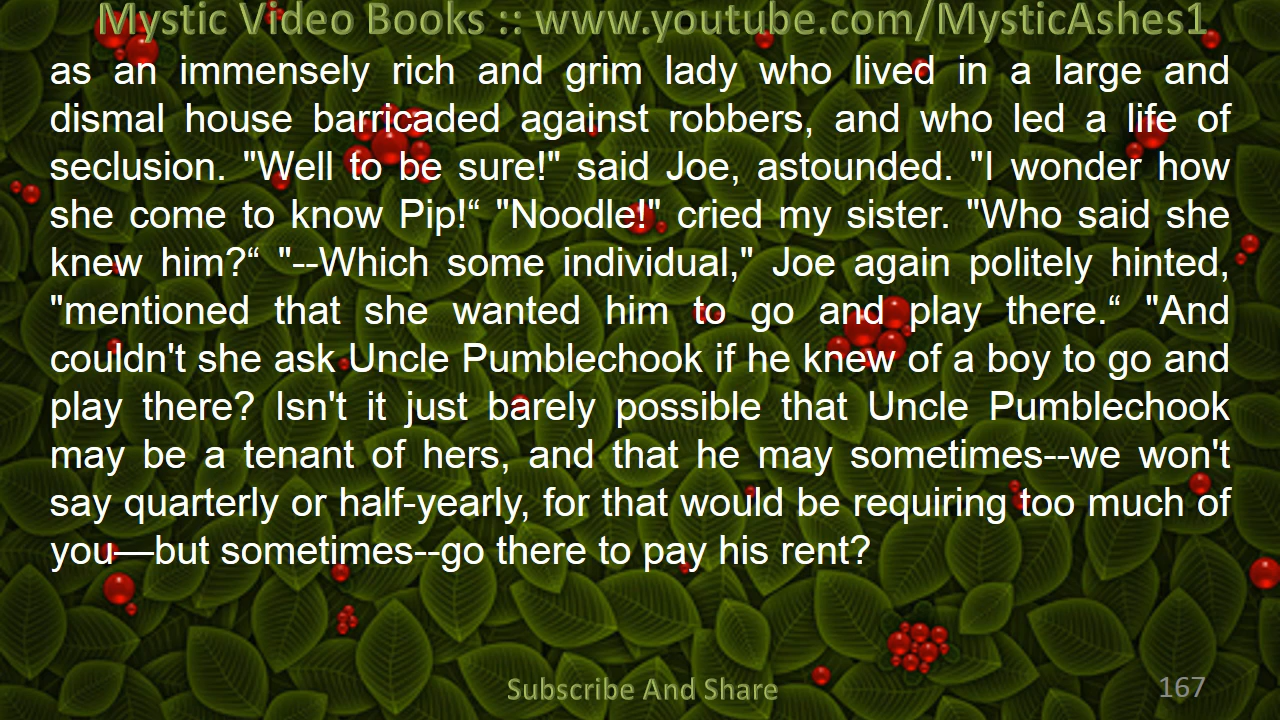 Mystic Video Books :: www.youtube.com/MysticAshes1
as an immensely rich and grim lady who lived in a large and
dismal house barricaded against robbers, and who led a life of
seclusion. "Well to be sure!" said Joe, astounded. "I wonder how
she come to know Pip!“ "Noodle!" cried my sister. "Who said she
knew him?“ "--Which some individual," Joe again politely hinted,
"mentioned that she wanted him to go and play there.“ "And
couldn't she ask Uncle Pumblechook if he knew of a boy to go and
play there? Isn't it just barely possible that Uncle Pumblechook
may be a tenant of hers, and that he may sometimes--we won't
say quarterly or half-yearly, for that would be requiring too much of
you—but sometimes--go there to pay his rent?
Subscribe And Share
167